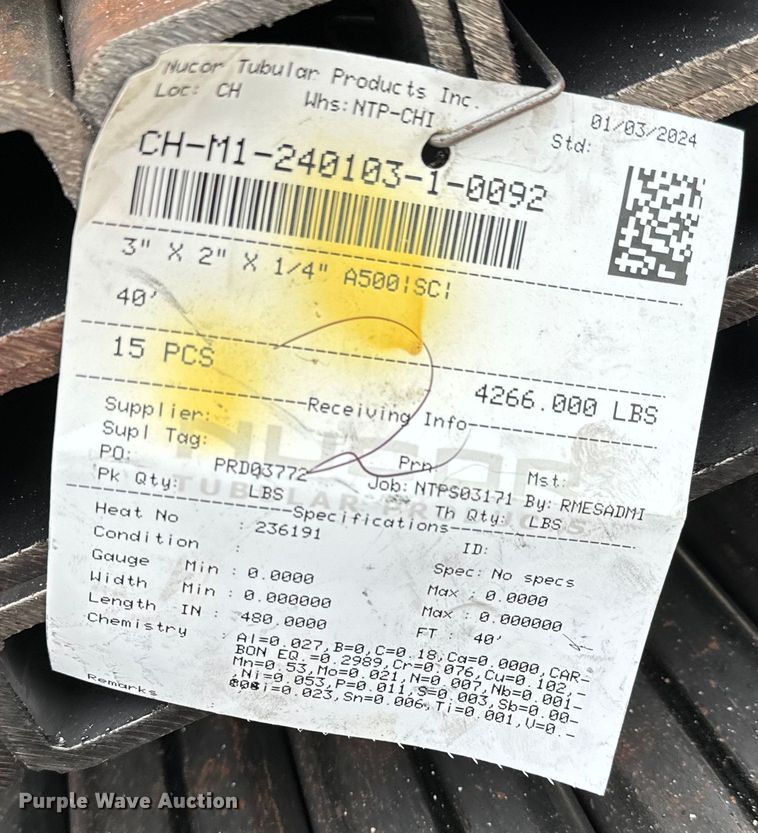 Nucor Tubular Products Inc.
Loc: CH Whs:NTP-CHI 01/03/2024
Std:
CH-M1-240103-1-0092
3" X 2" X 1/4" A500|SC|
40'
15 PCS 4266.000 LBS
Receiving Info
Supplier:
Supl Tag: Prn: Mst:
PO: PRD03772 Job: NTPS03171 By: RMESADMI
Pk Qty: LBS Th Qty: LBS
NUCOR
TUBULAR PRODUCTS
Specifications
Heat No : 236191 ID:
Condition : Spec: No specs
Gauge Min : 0.0000 Max : 0.0000
Width Min : 0.000000 Max : 0.000000
Length IN : 480.0000 FT : 40'
Chemistry : Al=0.027,B=0,C=0.18,Ca=0.0000,CAR-
BON EQ.=0.2989,Cr=0.076,Cu=0.102,-
Mn=0.53,Mo=0.021,N=0.007,Nb=0.001-
,Ni=0.053,P=0.011,S=0.003,Sb=0.00-
i=0.023,Sn=0.006,Ti=0.001,V=0.-
Remarks
Purple Wave Auction